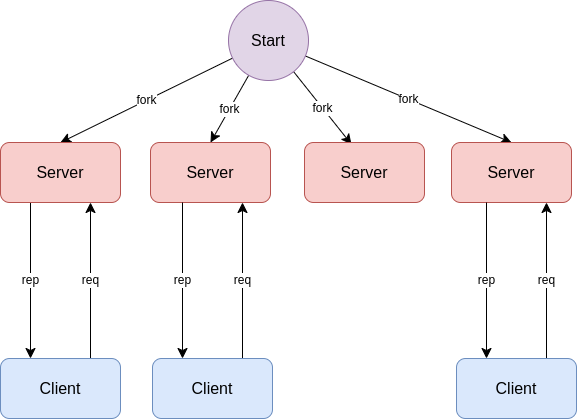 Start
fork
fork
fork
fork
Server
Server
Server
Server
rep
req
rep
req
rep
req
Client
Client
Client